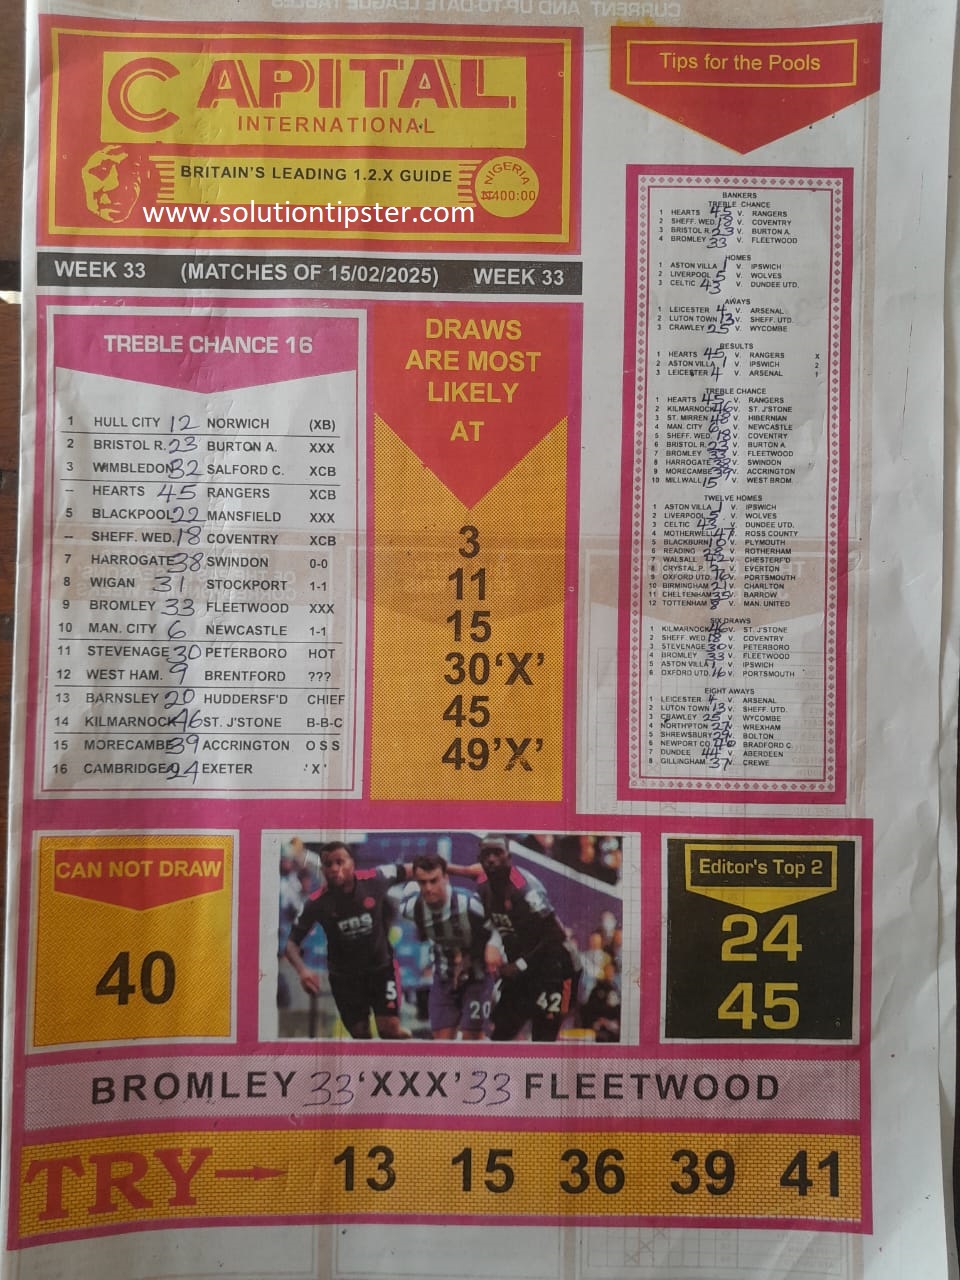 CURRENT AND UP-TO-DATE LEAGUE TABLES
CAPITAL
INTERNATIONAL
BRITAIN'S LEADING 1.2.X GUIDE
NIGERIA
₦400:00
www.solutiontipster.com
WEEK 33 (MATCHES OF 15/02/2025) WEEK 33
TREBLE CHANCE 16
1 HULL CITY 12 NORWICH (XB)
2 BRISTOL R. 23 BURTON A. XXX
3 WIMBLEDON 32 SALFORD C. XCB
-- HEARTS 45 RANGERS XCB
5 BLACKPOOL 22 MANSFIELD XXX
-- SHEFF. WED. 18 COVENTRY XCB
7 HARROGATE 38 SWINDON 0-0
8 WIGAN 31 STOCKPORT 1-1
9 BROMLEY 33 FLEETWOOD XXX
10 MAN. CITY 6 NEWCASTLE 1-1
11 STEVENAGE 30 PETERBORO HOT
12 WEST HAM. 9 BRENTFORD ???
13 BARNSLEY 20 HUDDERSF'D CHIEF
14 KILMARNOCK 46 ST. J'STONE B-B-C
15 MORECAMBE 39 ACCRINGTON O S S
16 CAMBRIDGE 24 EXETER 'X'
DRAWS
ARE MOST
LIKELY
AT
3
11
15
30'X'
45
49'X'
Tips for the Pools
BANKERS
TREBLE CHANCE
1 HEARTS 45 V. RANGERS
2 SHEFF. WED. 18 V. COVENTRY
3 BRISTOL R. 23 V. BURTON A.
4 BROMLEY 33 V. FLEETWOOD
HOMES
1 ASTON VILLA 1 V. IPSWICH
2 LIVERPOOL 5 V. WOLVES
3 CELTIC 43 V. DUNDEE UTD.
AWAYS
1 LEICESTER 4 V. ARSENAL
2 LUTON TOWN 13 V. SHEFF. UTD.
3 CRAWLEY 25 V. WYCOMBE
RESULTS
1 HEARTS 45 V. RANGERS X
2 ASTON VILLA 1 V. IPSWICH 2
3 LEICESTER 4 V. ARSENAL 1
TREBLE CHANCE
1 HEARTS 45 V. RANGERS
2 KILMARNOCK 46 V. ST. J'STONE
3 ST. MIRREN 48 V. HIBERNIAN
4 MAN. CITY 6 V. NEWCASTLE
5 SHEFF. WED. 18 V. COVENTRY
6 BRISTOL R. 23 V. BURTON A.
7 BROMLEY 33 V. FLEETWOOD
8 HARROGATE 38 V. SWINDON
9 MORECAMBE 39 V. ACCRINGTON
10 MILLWALL 15 V. WEST BROM.
TWELVE HOMES
1 ASTON VILLA 1 V. IPSWICH
2 LIVERPOOL 5 V. WOLVES
3 CELTIC 43 V. DUNDEE UTD.
4 MOTHERWELL 47 V. ROSS COUNTY
5 BLACKBURN 10 V. PLYMOUTH
6 READING 28 V. ROTHERHAM
7 WALSALL 42 V. CHESTERF'D
8 CRYSTAL P. V. EVERTON
9 OXFORD UTD. 16 V. PORTSMOUTH
10 BIRMINGHAM 21 V. CHARLTON
11 CHELTENHAM 35 V. BARROW
12 TOTTENHAM 8 V. MAN. UNITED
SIX DRAWS
1 KILMARNOCK 46 V. ST. J'STONE
2 SHEFF. WED. 18 V. COVENTRY
3 STEVENAGE 30 V. PETERBORO
4 BROMLEY 33 V. FLEETWOOD
5 ASTON VILLA 1 V. IPSWICH
6 OXFORD UTD. 16 V. PORTSMOUTH
EIGHT AWAYS
1 LEICESTER 4 V. ARSENAL
2 LUTON TOWN 13 V. SHEFF. UTD.
3 CRAWLEY 25 V. WYCOMBE
4 NORTH'PTON 27 V. WREXHAM
5 SHREWSBURY 29 V. BOLTON
6 NEWPORT CO. 40 V. BRADFORD C.
7 DUNDEE 44 V. ABERDEEN
8 GILLINGHAM 37 V. CREWE
CAN NOT DRAW
40
FBS
5
20
42
Editor's Top 2
24
45
BROMLEY 33 'XXX' 33 FLEETWOOD
TRY 13 15 36 39 41